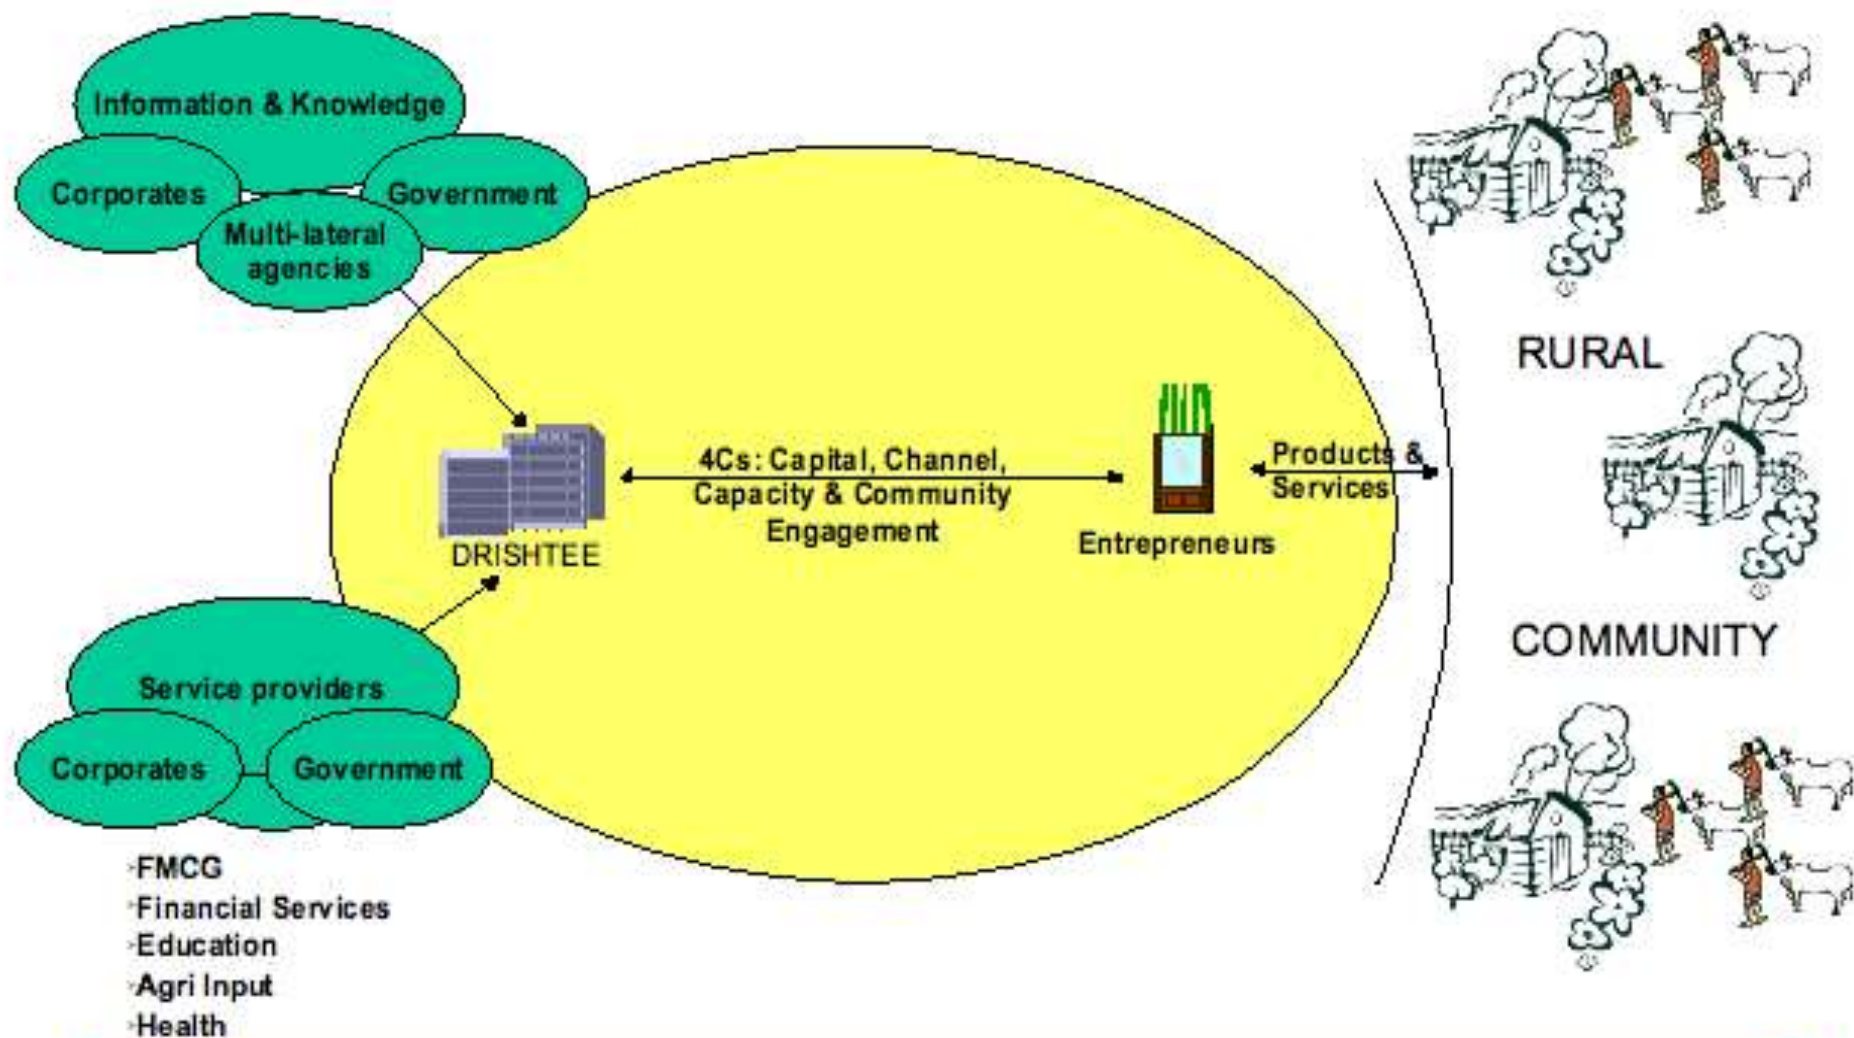 Information & Knowledge
Corporates
Government
Multi-lateral
agencies
RURAL
4Cs: Capital, Channel,
Capacity & Community
Engagement
Products &
Services
DRISHTEE
Entrepreneurs
COMMUNITY
Service providers
Corporates
Government
FMCG
Financial Services
Education
Agri Input
Health